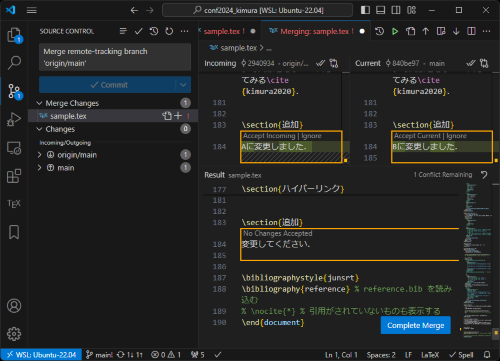 conf2024_kimura [WSL: Ubuntu-22.04]
SOURCE CONTROL
Merge remote-tracking branch
'origin/main'
Commit
Merge Changes 1
sample.tex !
Changes 0
Incoming/Outgoing
origin/main 1
main 1
sample.tex !
Merging: sample.tex !
sample.tex > ...
Incoming 2940934 • origin/...
てみる\cite
{kimura2020}.
181
182
183 \section{追加}
Accept Incoming | Ignore
184 Aに変更しました.
Current 840be97 • main
てみる\cite
{kimura2020}.
181
182
183 \section{追加}
Accept Current | Ignore
184 Bに変更しました.
185
Result sample.tex 1 Conflict Remaining
177 \section{ハイパーリンク}
181
182
183 \section{追加}
No Changes Accepted
184 変更してください.
185
186
187 \bibliographystyle{junsrt}
188 \bibliography{reference} % reference.bib を読み
込む
189 % \nocite{*} % 引用がされていないものも表示する
190 \end{document}
Complete Merge
WSL: Ubuntu-22.04 main! 1↓ 1↑ 0 1 5 Ln 1, Col 1 Spaces: 2 LF LaTeX Spell